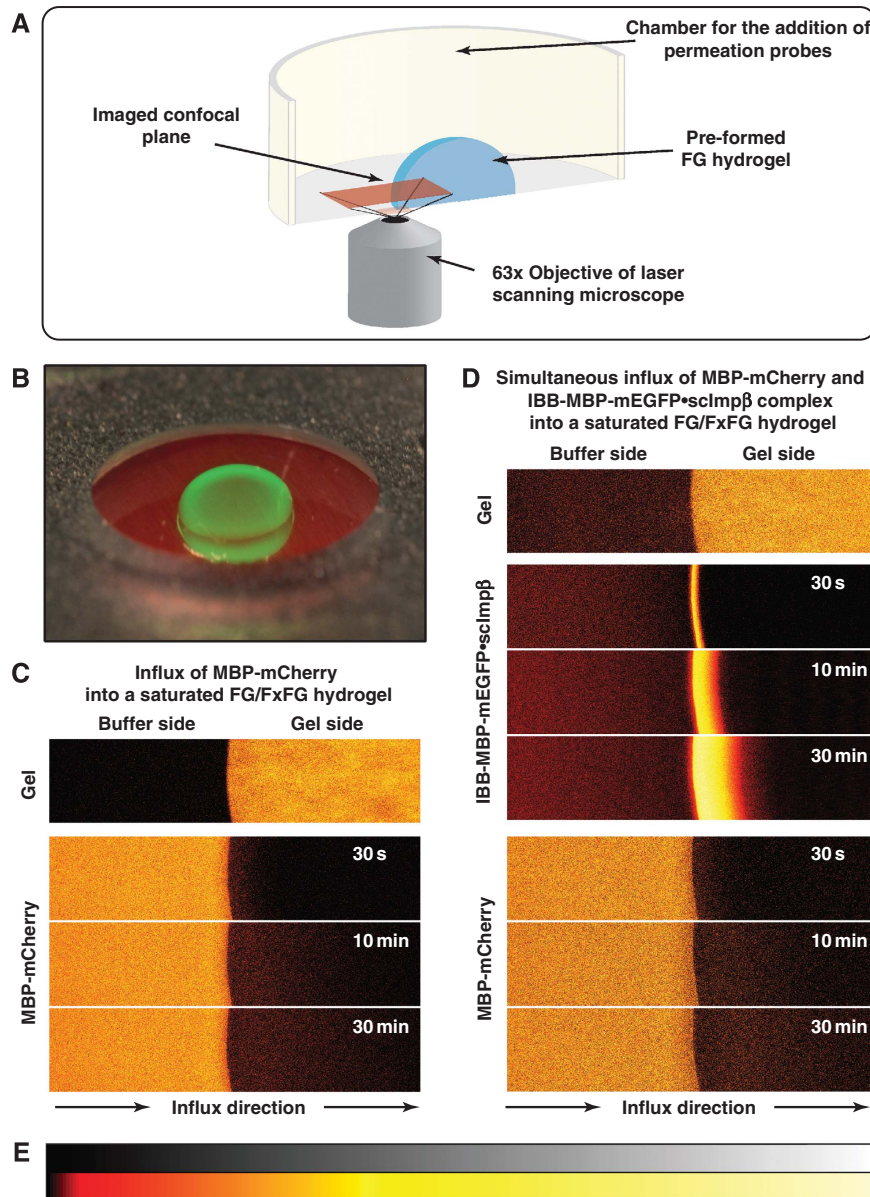 A
Chamber for the addition of
permeation probes
Imaged confocal
plane
Pre-formed
FG hydrogel
63x Objective of laser
scanning microscope
B
C
Influx of MBP-mCherry
into a saturated FG/FxFG hydrogel
Buffer side
Gel side
Gel
MBP-mCherry
30 s
10 min
30 min
Influx direction
D
Simultaneous influx of MBP-mCherry and
IBB-MBP-mEGFP•scImpβ complex
into a saturated FG/FxFG hydrogel
Buffer side
Gel side
Gel
IBB-MBP-mEGFP•scImpβ
30 s
10 min
30 min
MBP-mCherry
30 s
10 min
30 min
Influx direction
E